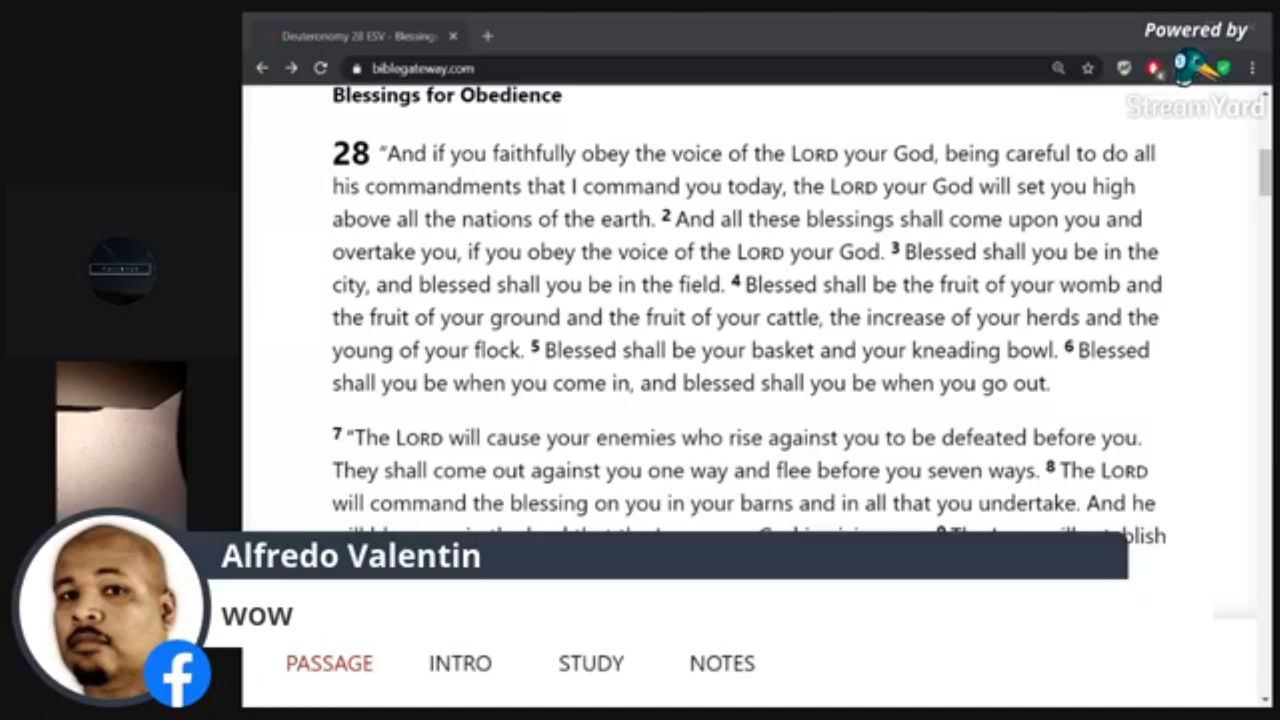 Deuteronomy 28 ESV - Blessings
Powered by
biblegateway.com
StreamYard
Blessings for Obedience
28 “And if you faithfully obey the voice of the LORD your God, being careful to do all
his commandments that I command you today, the LORD your God will set you high
above all the nations of the earth. 2 And all these blessings shall come upon you and
overtake you, if you obey the voice of the LORD your God. 3 Blessed shall you be in the
city, and blessed shall you be in the field. 4 Blessed shall be the fruit of your womb and
the fruit of your ground and the fruit of your cattle, the increase of your herds and the
young of your flock. 5 Blessed shall be your basket and your kneading bowl. 6 Blessed
shall you be when you come in, and blessed shall you be when you go out.
7 “The LORD will cause your enemies who rise against you to be defeated before you.
They shall come out against you one way and flee before you seven ways. 8 The LORD
will command the blessing on you in your barns and in all that you undertake. And he
Alfredo Valentin
wow
PASSAGE INTRO STUDY NOTES